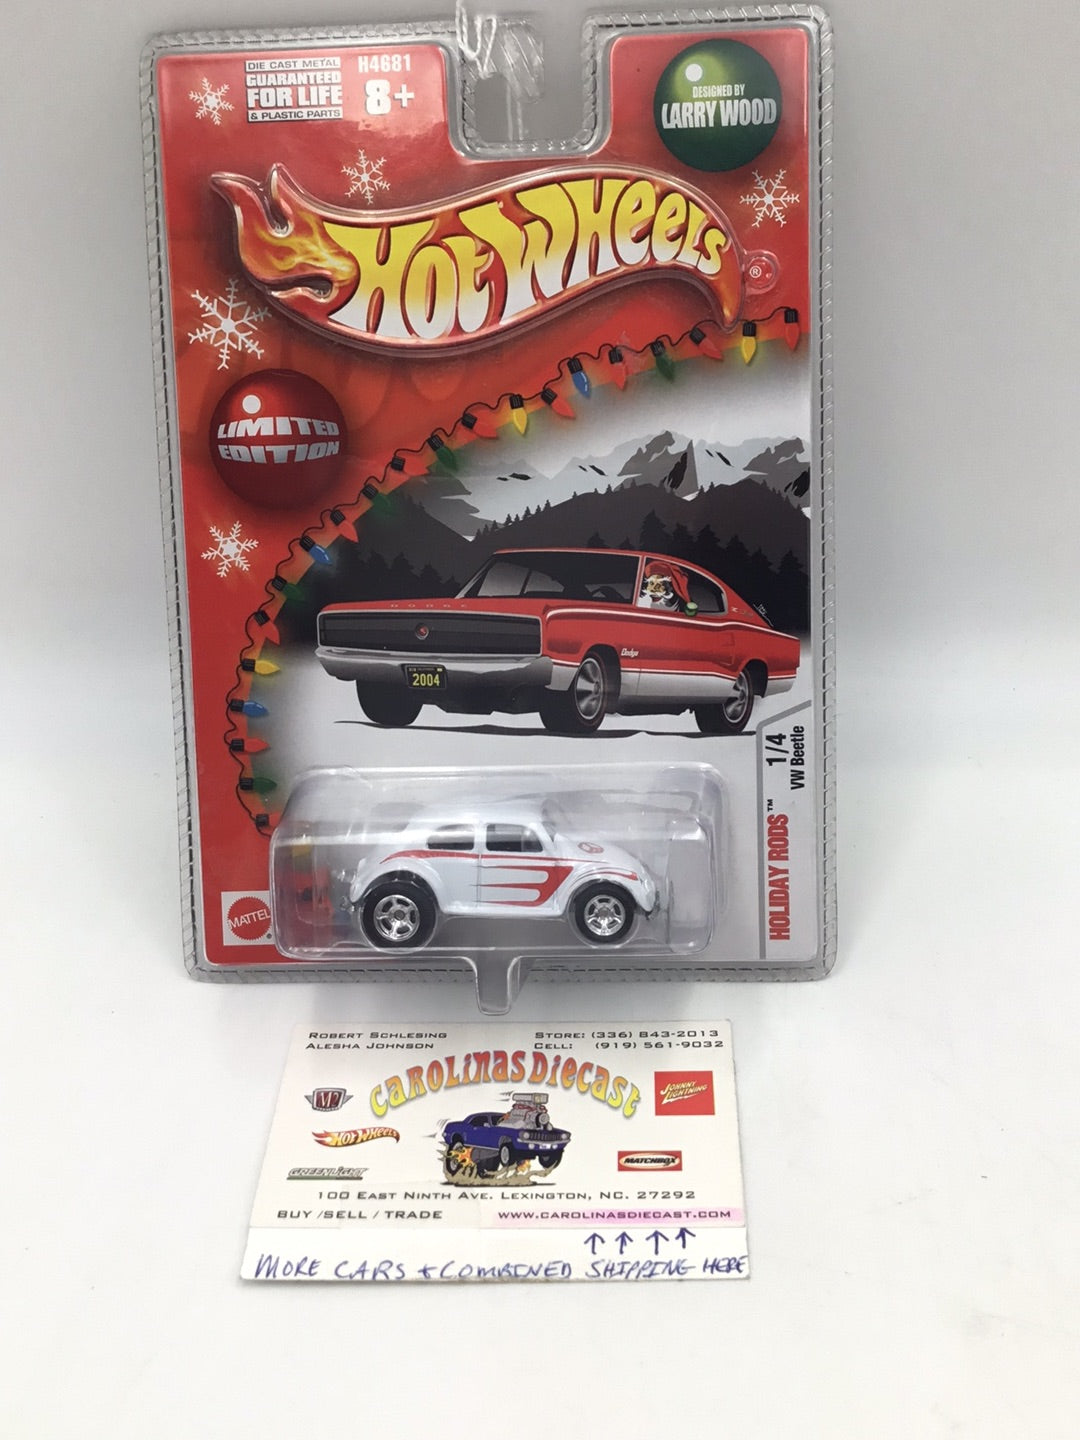 DIE CAST METAL
GUARANTEED
FOR LIFE
& PLASTIC PARTS
H4681
8+
DESIGNED BY
LARRY WOOD
HOT WHEELS
®
LIMITED
EDITION
DODGE
Dodge
2004
1/4
VW Beetle
HOLIDAY RODS™
MATTEL
®
ROBERT SCHLESING
ALESHA JOHNSON
STORE: (336) 843-2013
CELL: (919) 561-9032
CAROLINAS DIECAST
M2
JOHNNY
LIGHTNING
HOT WHEELS
GREENLIGHT
MATCHBOX
100 EAST NINTH AVE. LEXINGTON, NC. 27292
BUY / SELL / TRADE
WWW.CAROLINASDIECAST.COM
↑ ↑ ↑ ↑
MORE CARS + COMBINED SHIPPING HERE